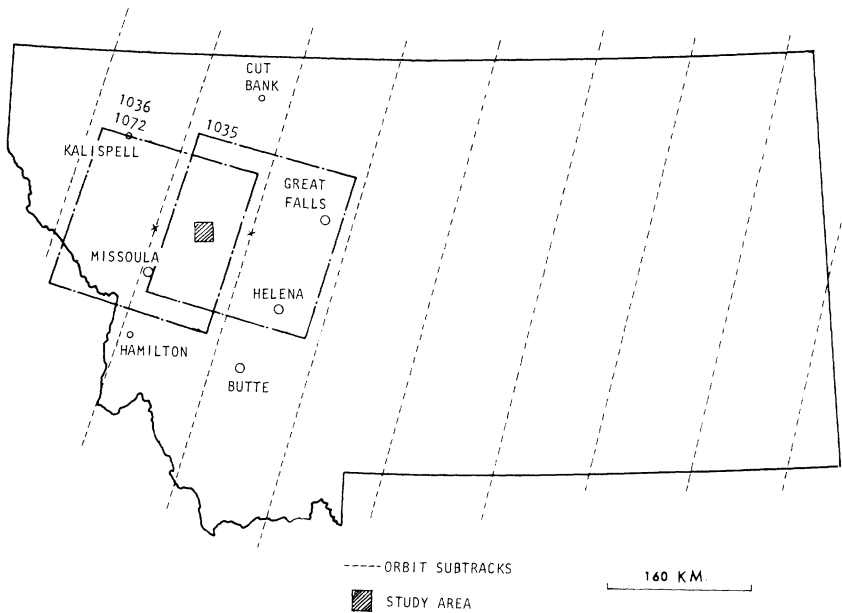 CUT
BANK
1036
1072
1035
KALISPELL
GREAT
FALLS
MISSOULA
HELENA
HAMILTON
BUTTE
ORBIT SUBTRACKS
160 KM.
STUDY AREA